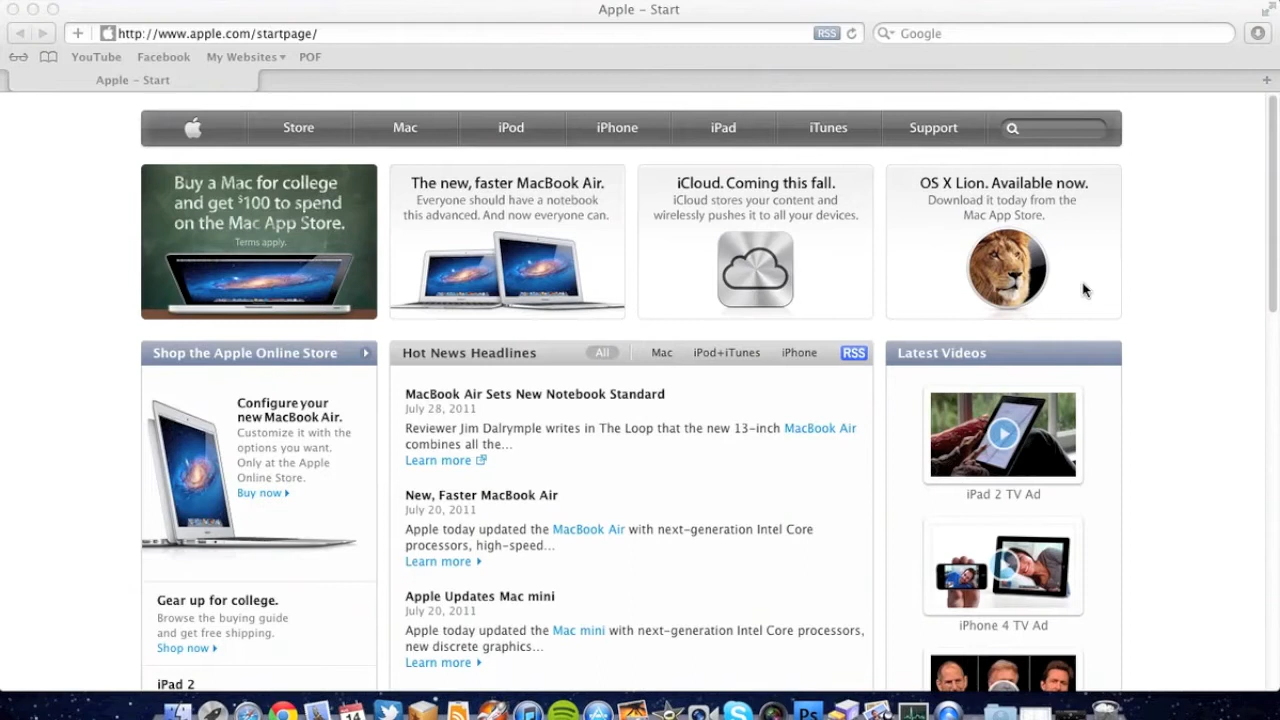 Apple – Start
http://www.apple.com/startpage/
RSS
Google
YouTube
Facebook
My Websites
POF
Apple – Start
Store
Mac
iPod
iPhone
iPad
iTunes
Support
Buy a Mac for college
and get $100 to spend
on the Mac App Store.
Terms apply.
The new, faster MacBook Air.
Everyone should have a notebook
this advanced. And now everyone can.
iCloud. Coming this fall.
iCloud stores your content and
wirelessly pushes it to all your devices.
OS X Lion. Available now.
Download it today from the
Mac App Store.
Shop the Apple Online Store
Configure your
new MacBook Air.
Customize it with the
options you want.
Only at the Apple
Online Store.
Buy now
Gear up for college.
Browse the buying guide
and get free shipping.
Shop now
iPad 2
Hot News Headlines
All
Mac
iPod+iTunes
iPhone
RSS
MacBook Air Sets New Notebook Standard
July 28, 2011
Reviewer Jim Dalrymple writes in The Loop that the new 13-inch MacBook Air
combines all the...
Learn more
New, Faster MacBook Air
July 20, 2011
Apple today updated the MacBook Air with next-generation Intel Core
processors, high-speed...
Learn more
Apple Updates Mac mini
July 20, 2011
Apple today updated the Mac mini with next-generation Intel Core processors,
new discrete graphics...
Learn more
Latest Videos
iPad 2 TV Ad
iPhone 4 TV Ad
14
Ps